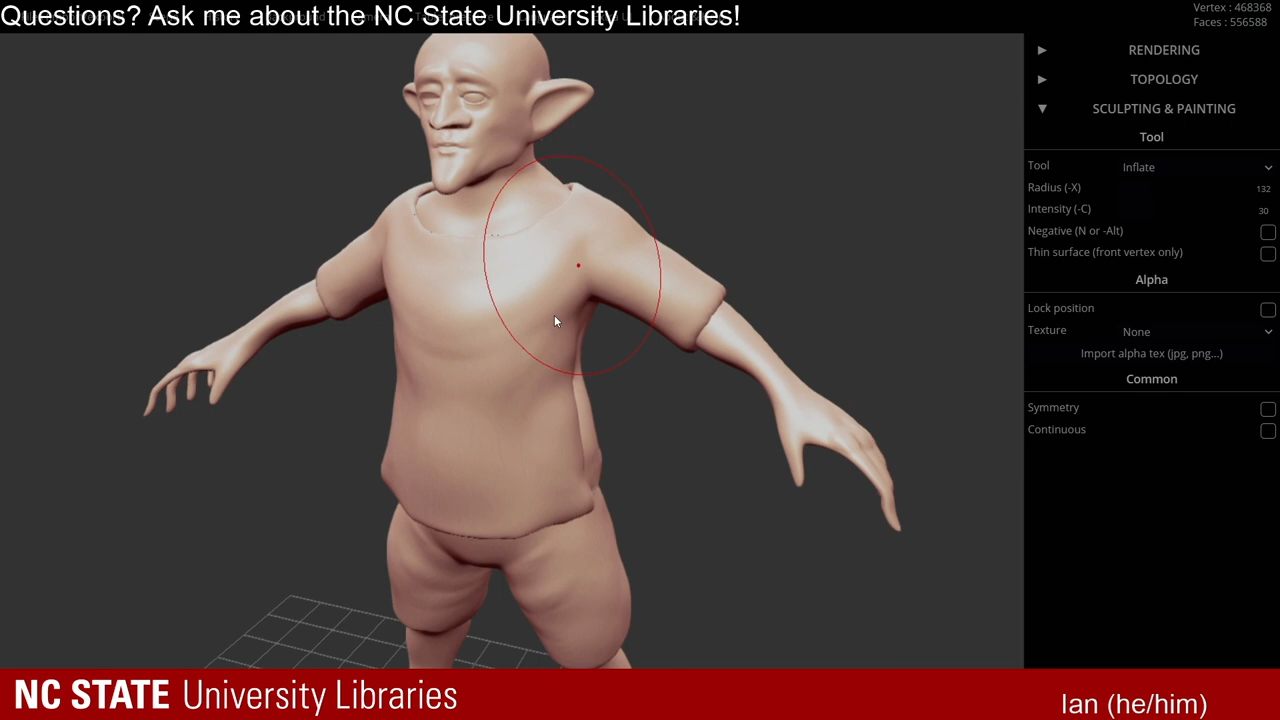 Questions? Ask me about the NC State University Libraries!
Vertex : 468368
Faces : 556588
RENDERING
TOPOLOGY
SCULPTING & PAINTING
Tool
Tool Inflate
Radius (-X) 132
Intensity (-C) 30
Negative (N or -Alt)
Thin surface (front vertex only)
Alpha
Lock position
Texture None
Import alpha tex (jpg, png...)
Common
Symmetry
Continuous
NC STATE University Libraries
Ian (he/him)